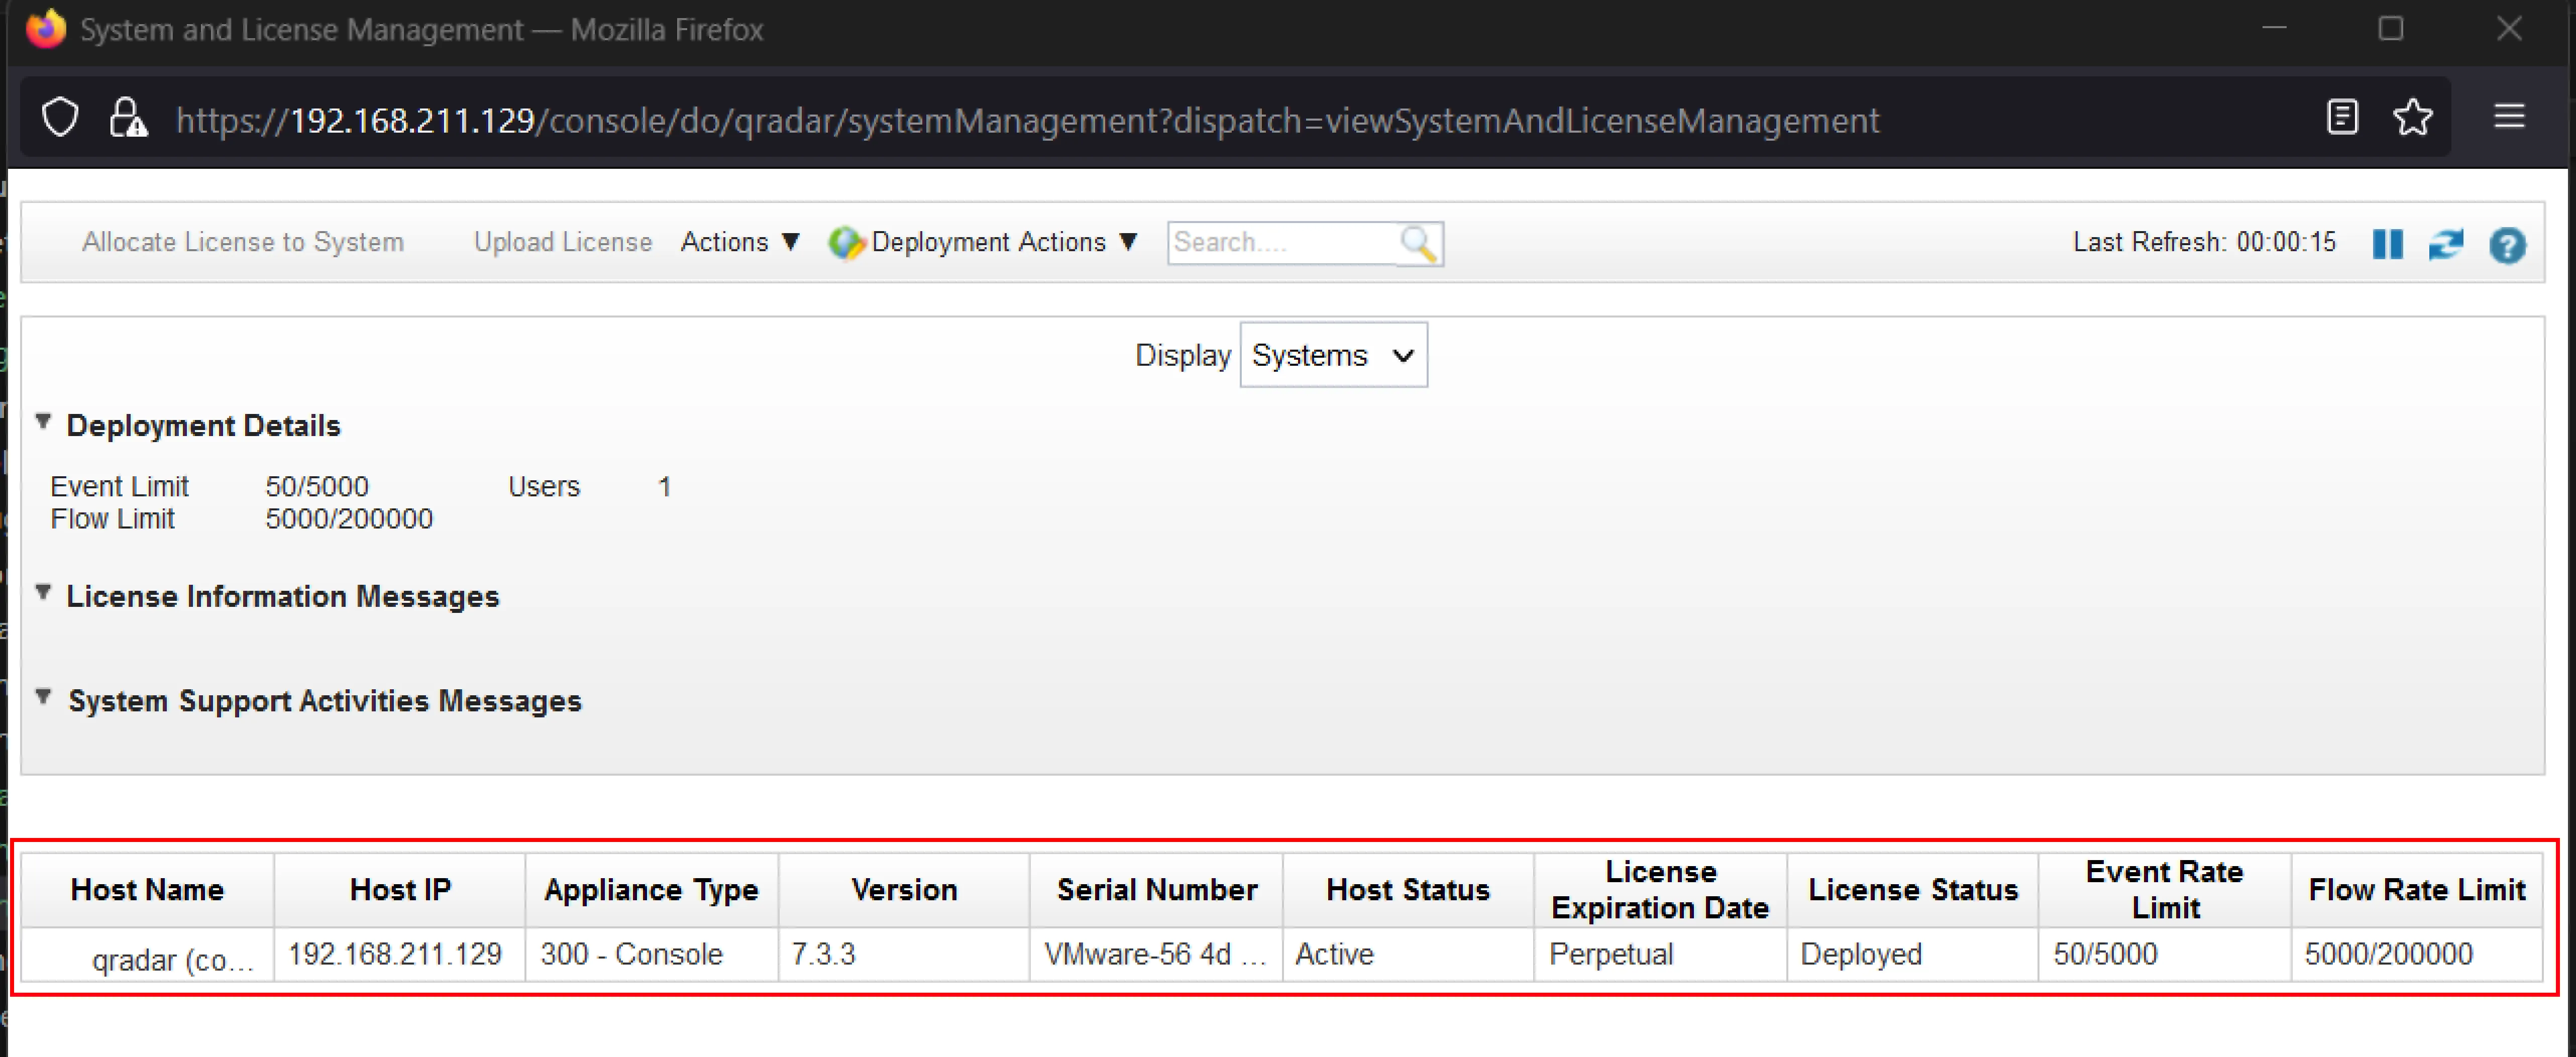 System and License Management — Mozilla Firefox
https://192.168.211.129/console/do/qradar/systemManagement?dispatch=viewSystemAndLicenseManagement
Allocate License to System Upload License Actions ▼ Deployment Actions ▼ Search.... Last Refresh: 00:00:15
Display Systems
Deployment Details
Event Limit 50/5000 Users 1
Flow Limit 5000/200000
License Information Messages
System Support Activities Messages
Host Name Host IP Appliance Type Version Serial Number Host Status License Expiration Date License Status Event Rate Limit Flow Rate Limit
qradar (co... 192.168.211.129 300 - Console 7.3.3 VMware-56 4d ... Active Perpetual Deployed 50/5000 5000/200000